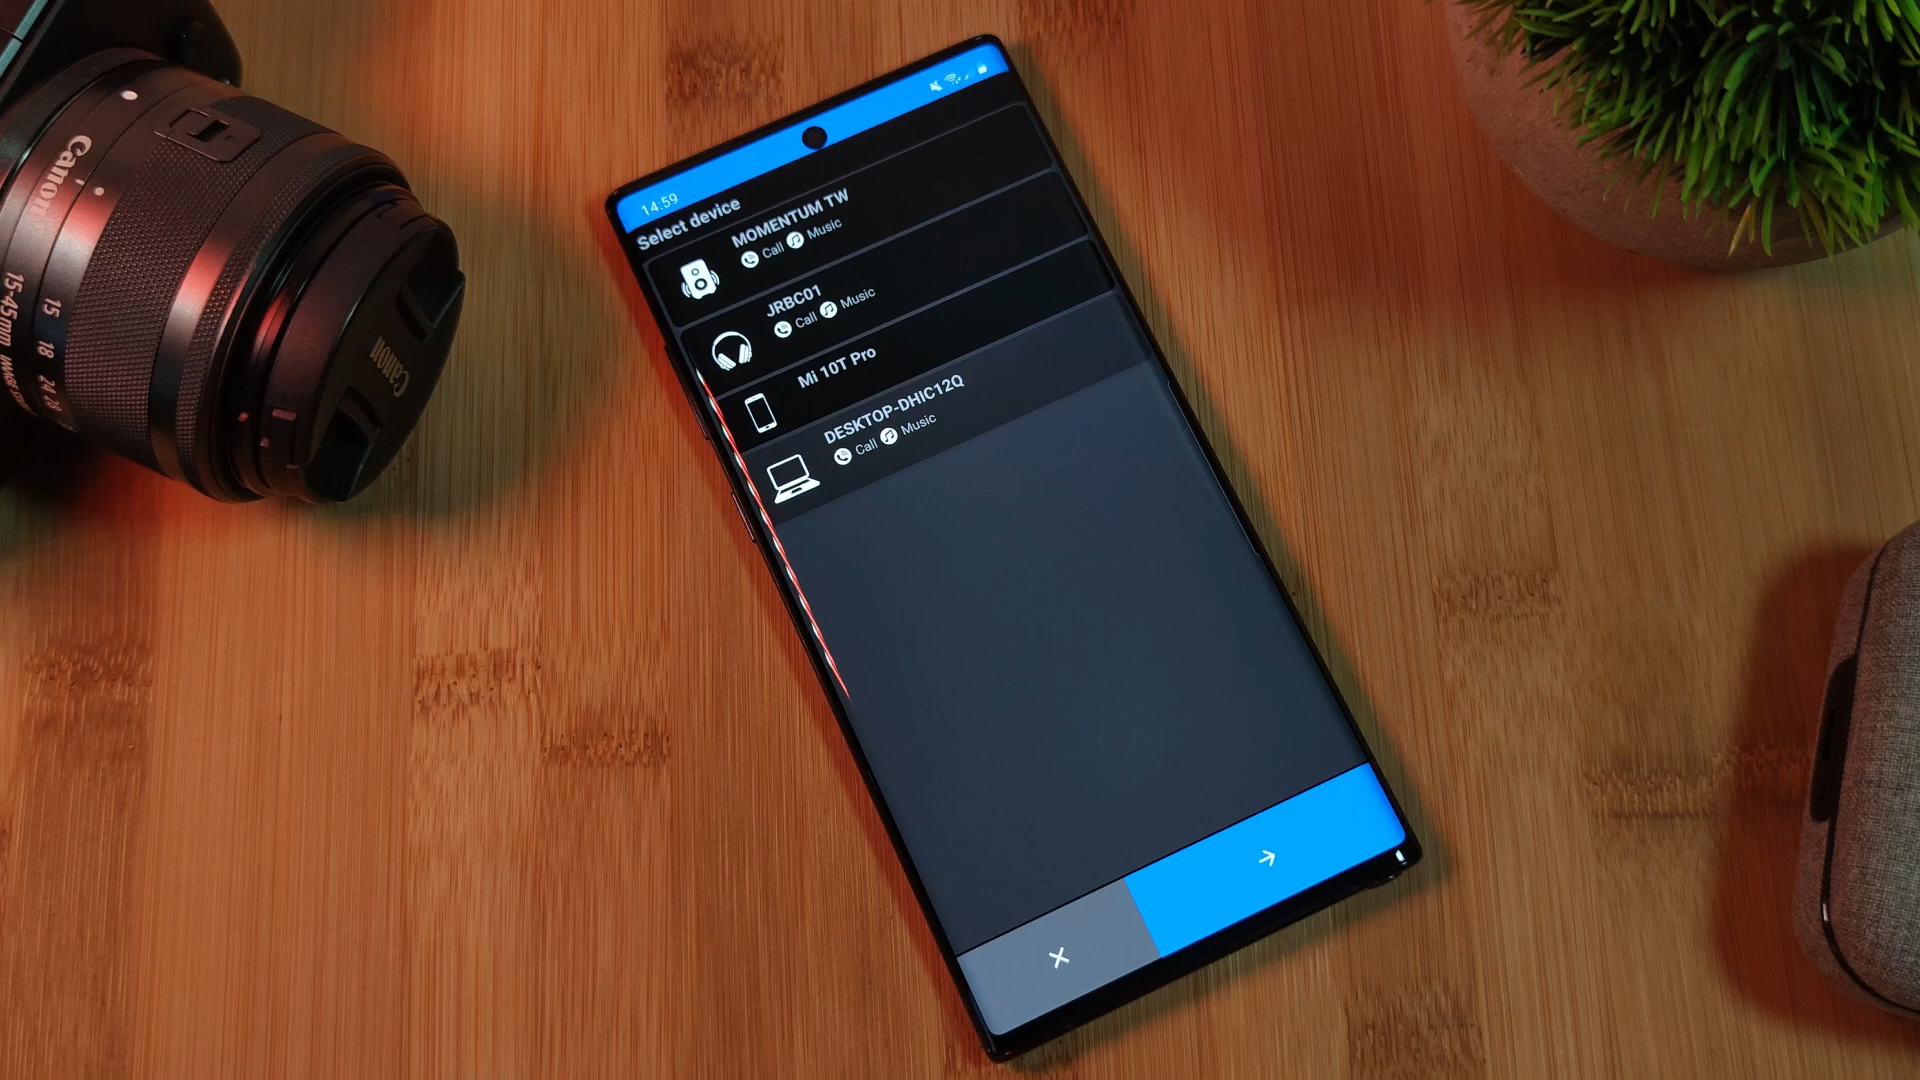 14:59
Select device
MOMENTUM TW
Call Music
JRBC01
Call Music
Mi 10T Pro
DESKTOP-DHIC12Q
Call Music
Canon
15-45mm
15 18 24 28
Canon